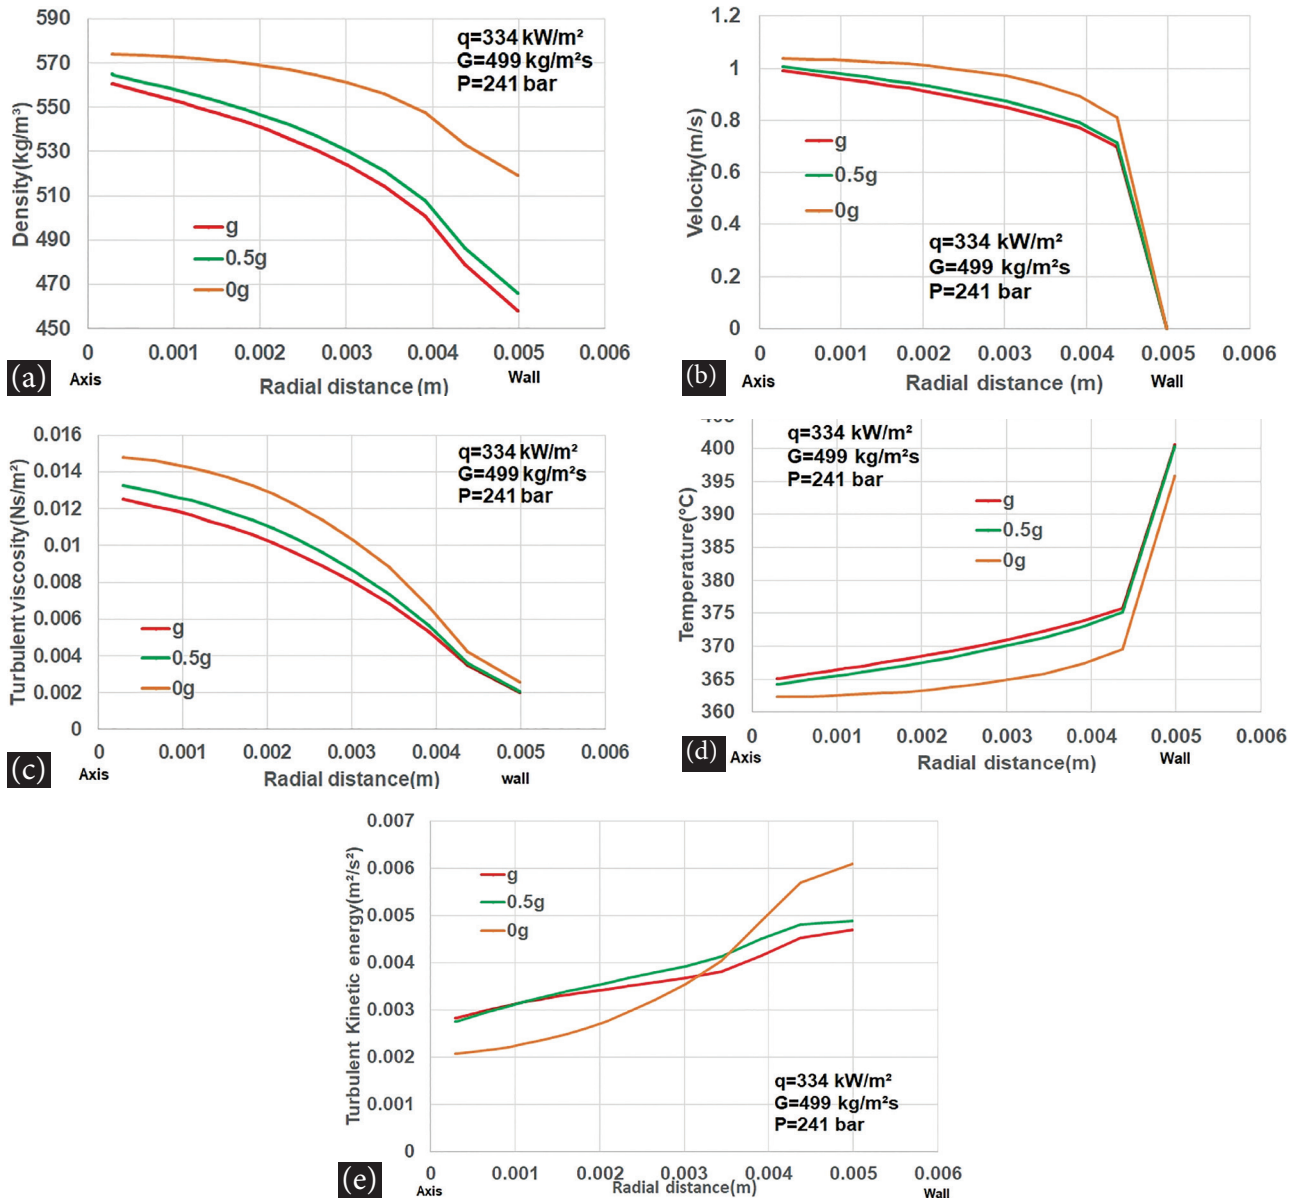 590
570
550
530
510
490
470
450
Density(kg/m³)
q=334 kW/m²
G=499 kg/m²s
P=241 bar
g
0.5g
0g
0 0.001 0.002 0.003 0.004 0.005 0.006
Axis
Radial distance (m)
Wall
(a)
1.2
1
0.8
0.6
0.4
0.2
0
Velocity(m/s)
g
0.5g
0g
q=334 kW/m²
G=499 kg/m²s
P=241 bar
0 0.001 0.002 0.003 0.004 0.005 0.006
Axis
Radial distance (m)
Wall
(b)
0.016
0.014
0.012
0.01
0.008
0.006
0.004
0.002
0
Turbulent viscosity(Ns/m²)
q=334 kW/m²
G=499 kg/m²s
P=241 bar
g
0.5g
0g
0 0.001 0.002 0.003 0.004 0.005 0.006
Axis
Radial distance(m)
wall
(c)
405
400
395
390
385
380
375
370
365
360
Temperature(°C)
q=334 kW/m²
G=499 kg/m²s
P=241 bar
g
0.5g
0g
0 0.001 0.002 0.003 0.004 0.005 0.006
Axis
Radial distance(m)
Wall
(d)
0.007
0.006
0.005
0.004
0.003
0.002
0.001
0
Turbulent Kinetic energy(m²/s²)
g
0.5g
0g
q=334 kW/m²
G=499 kg/m²s
P=241 bar
0 0.001 0.002 0.003 0.004 0.005 0.006
Axis
Radial distance(m)
Wall
(e)